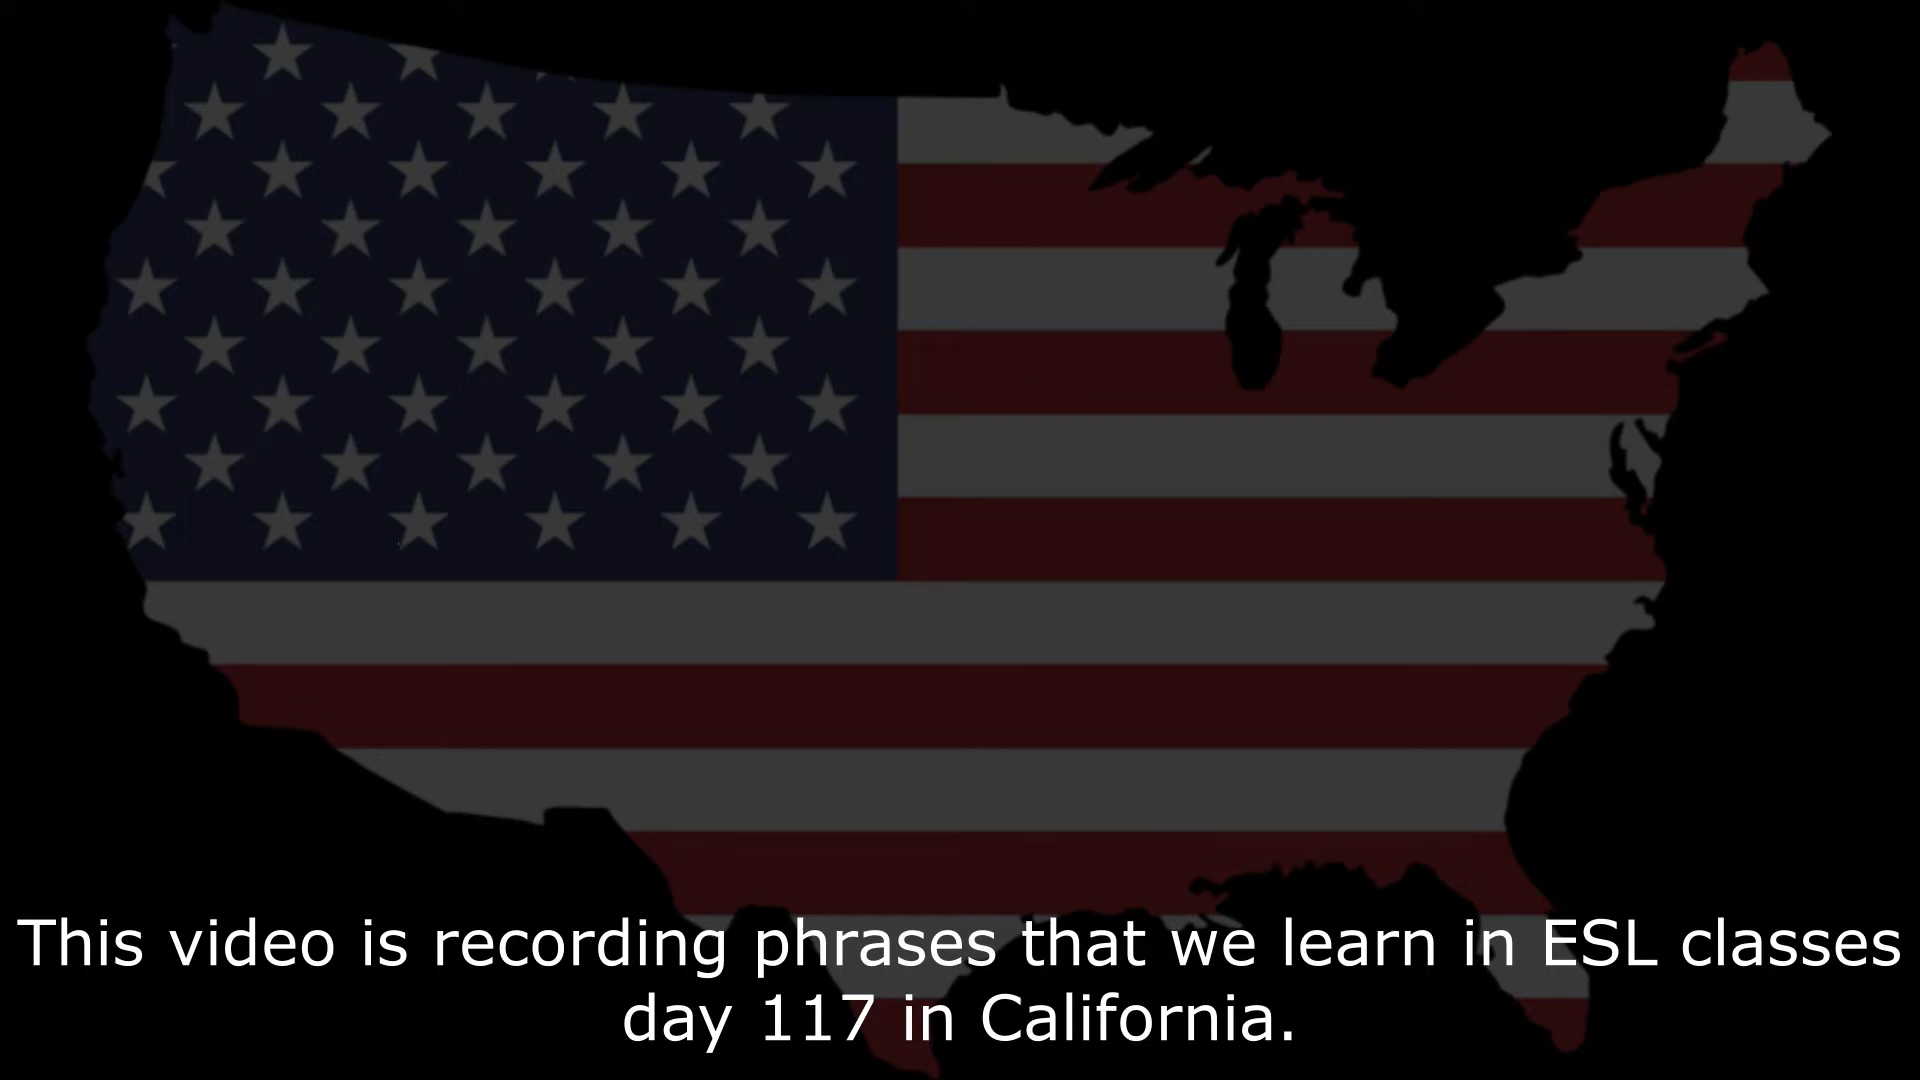 This video is recording phrases that we learn in ESL classes
day 117 in California.